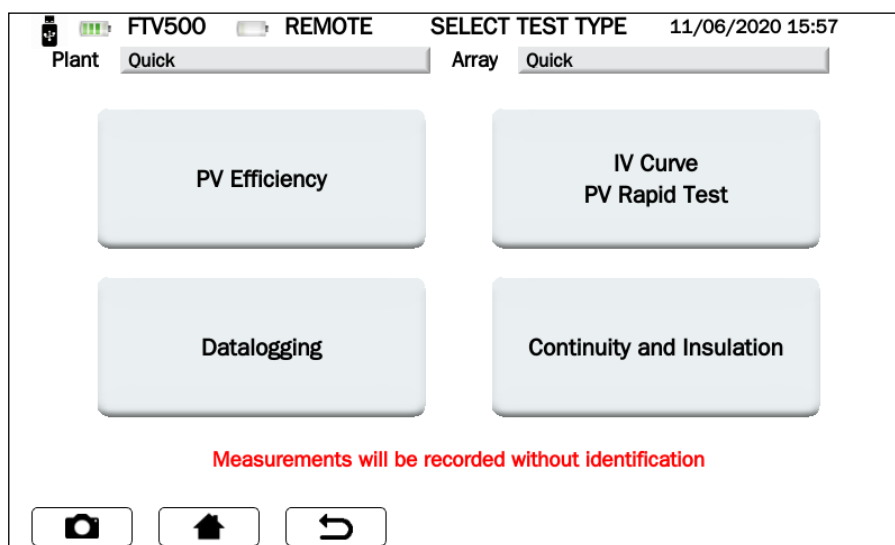 FTV500 REMOTE SELECT TEST TYPE 11/06/2020 15:57
Plant Quick Array Quick
PV Efficiency
IV Curve
PV Rapid Test
Datalogging
Continuity and Insulation
Measurements will be recorded without identification